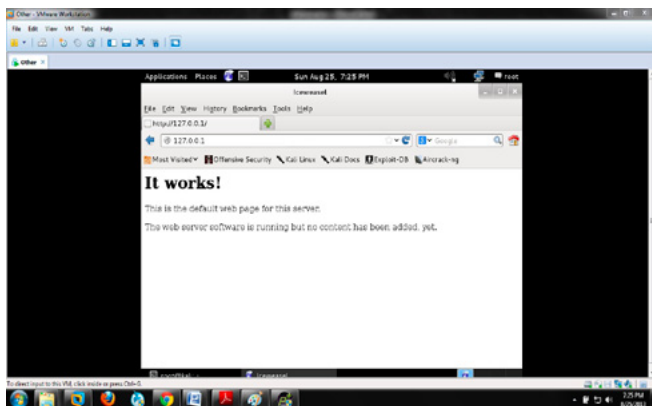 Other - VMware Workstation
File Edit View VM Tabs Help
Other ×
Applications Places Sun Aug 25, 7:25 PM root
Iceweasel
File Edit View History Bookmarks Tools Help
http://127.0.0.1/
127.0.0.1 Google
Most Visited Offensive Security Kali Linux Kali Docs Exploit-DB Aircrack-ng
It works!
This is the default web page for this server.
The web server software is running but no content has been added, yet.
Iceweasel
To direct input to this VM, click inside or press Ctrl+G.
7:25 PM
8/25/2013